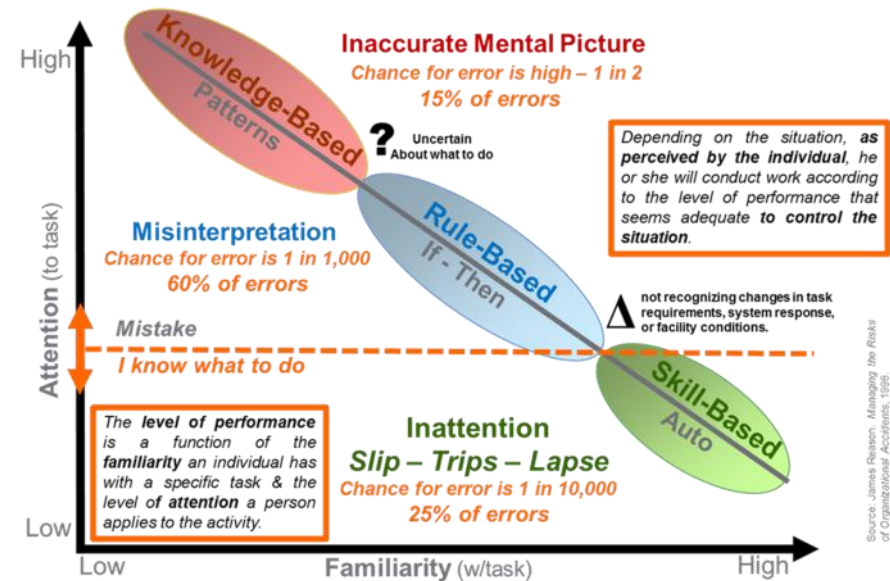 High
Knowledge-Based
Patterns
Inaccurate Mental Picture
Chance for error is high – 1 in 2
15% of errors
?
Uncertain
About what to do
Depending on the situation, as
perceived by the individual, he
or she will conduct work according
to the level of performance that
seems adequate to control the
situation.
Misinterpretation
Chance for error is 1 in 1,000
60% of errors
Rule-Based
If - Then
Δ
not recognizing changes in task
requirements, system response,
or facility conditions.
Attention (to task)
Mistake
I know what to do
Skill-Based
Auto
The level of performance
is a function of the
familiarity an individual has
with a specific task & the
level of attention a person
applies to the activity.
Inattention
Slip – Trips – Lapse
Chance for error is 1 in 10,000
25% of errors
Low
Low
Familiarity (w/task)
High
Source: James Reason. Managing the Risks
of Organizational Accidents, 1998.